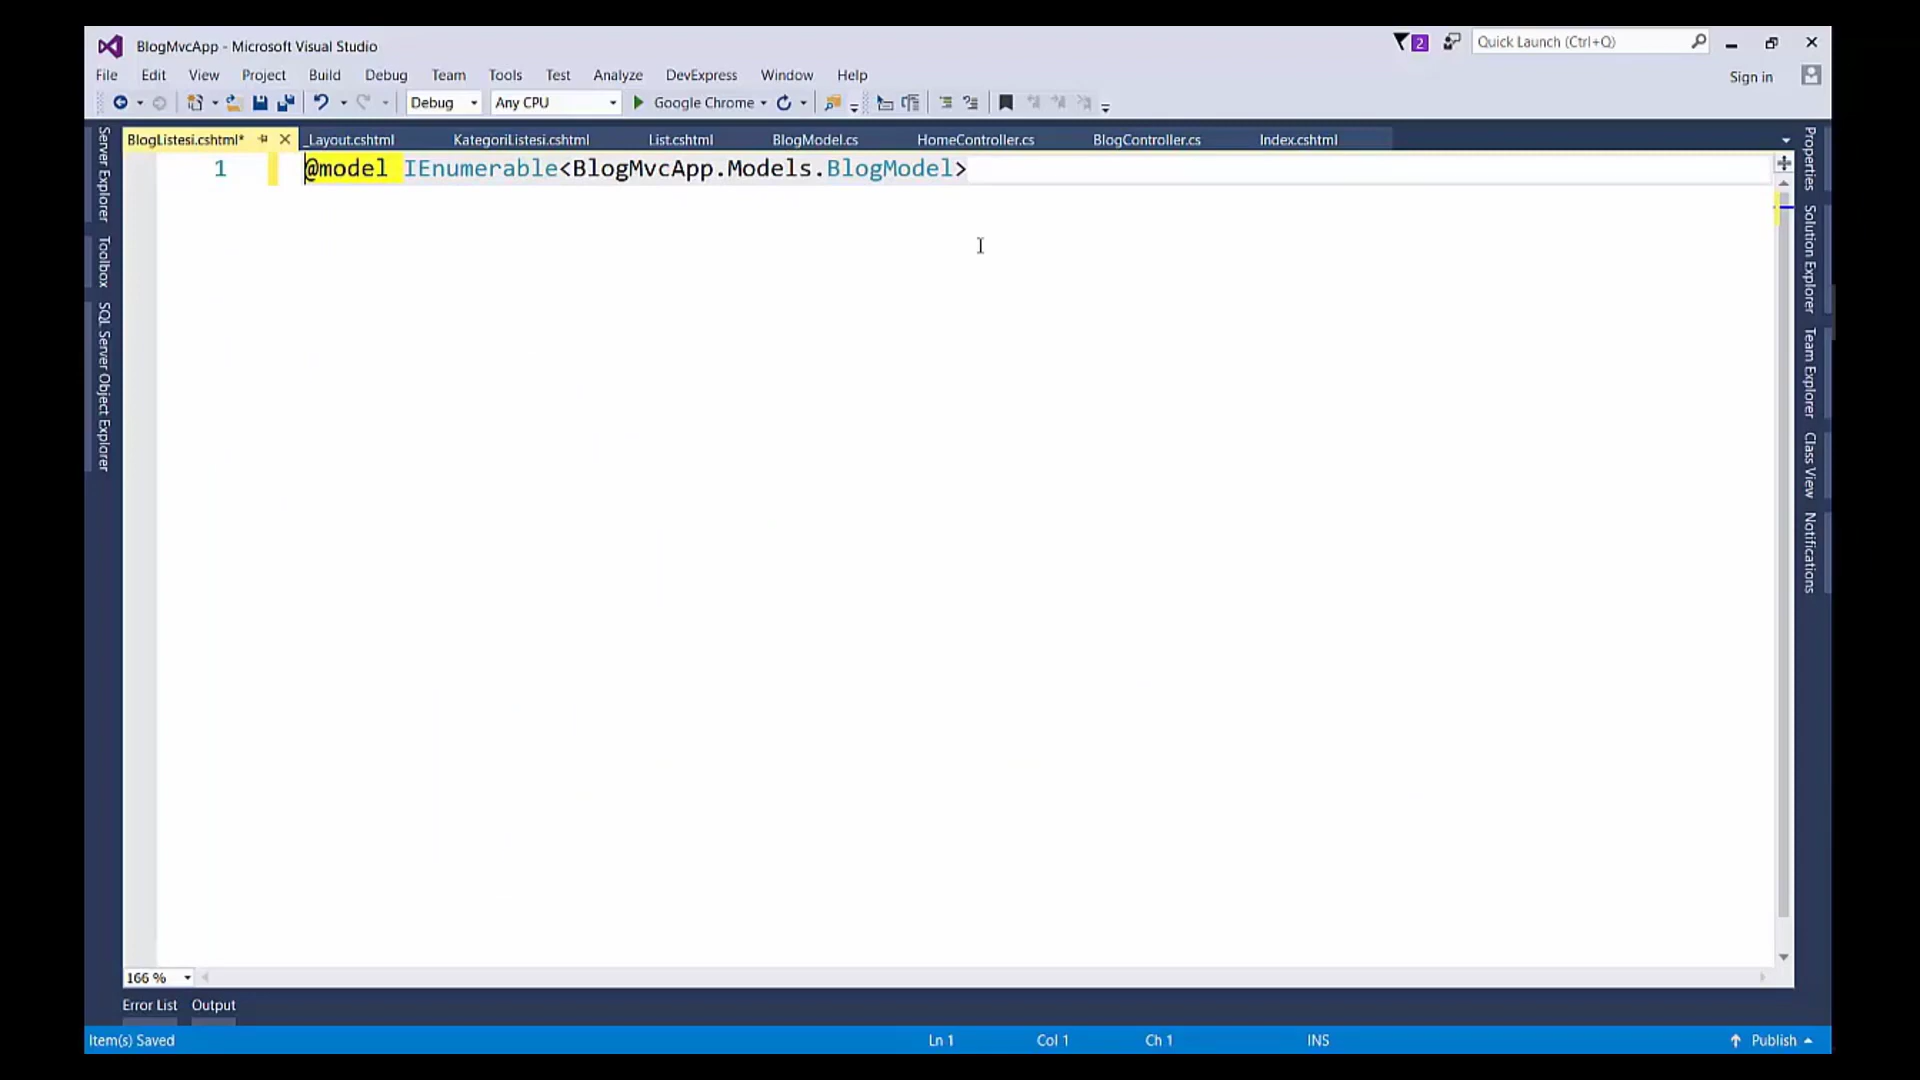 BlogMvcApp - Microsoft Visual Studio
2
Quick Launch (Ctrl+Q)
File Edit View Project Build Debug Team Tools Test Analyze DevExpress Window Help
Sign in
Debug Any CPU Google Chrome
BlogListesi.cshtml* _Layout.cshtml KategoriListesi.cshtml List.cshtml BlogModel.cs HomeController.cs BlogController.cs Index.cshtml
1 @model IEnumerable<BlogMvcApp.Models.BlogModel>
Server Explorer
Toolbox
SQL Server Object Explorer
Properties
Solution Explorer
Team Explorer
Class View
Notifications
166 %
Error List Output
Item(s) Saved Ln 1 Col 1 Ch 1 INS Publish